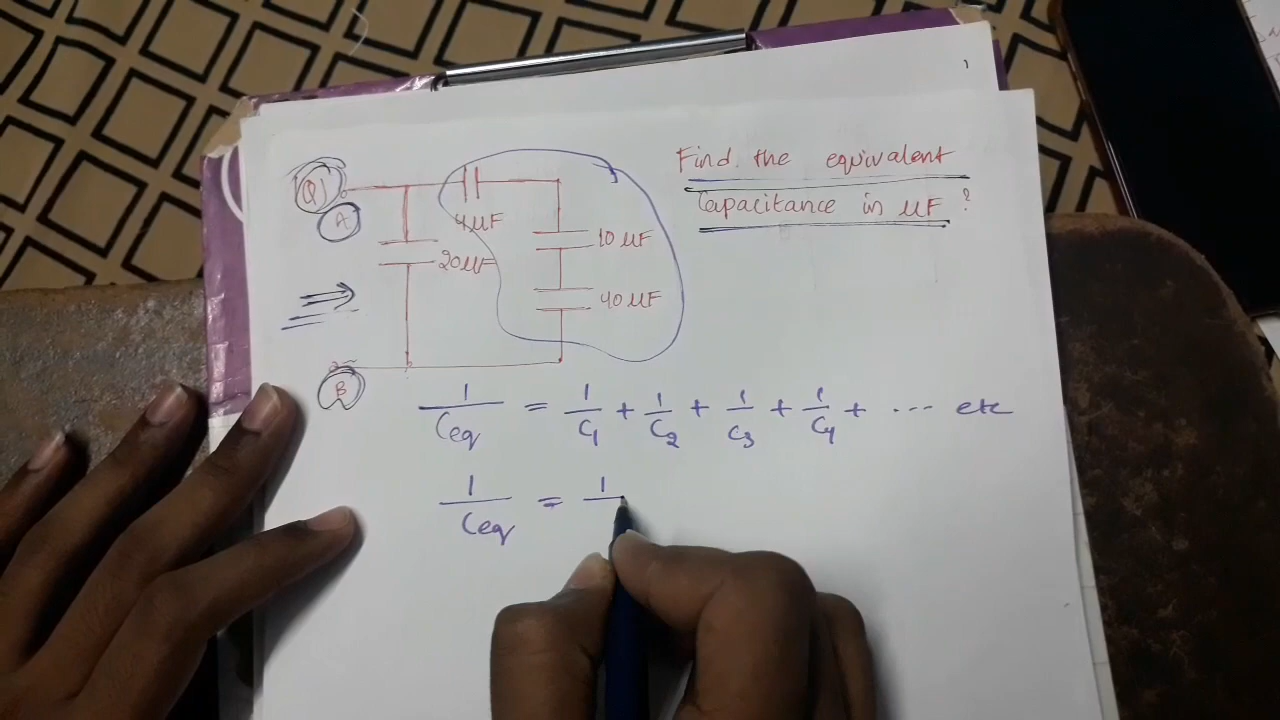 Q)
Find the equivalent
Capacitance in μF ?
A
4μF
10 μF
20μF
40 μF
B
1/Ceq = 1/C1 + 1/C2 + 1/C3 + 1/C4 + ... etc
1/Ceq = 1